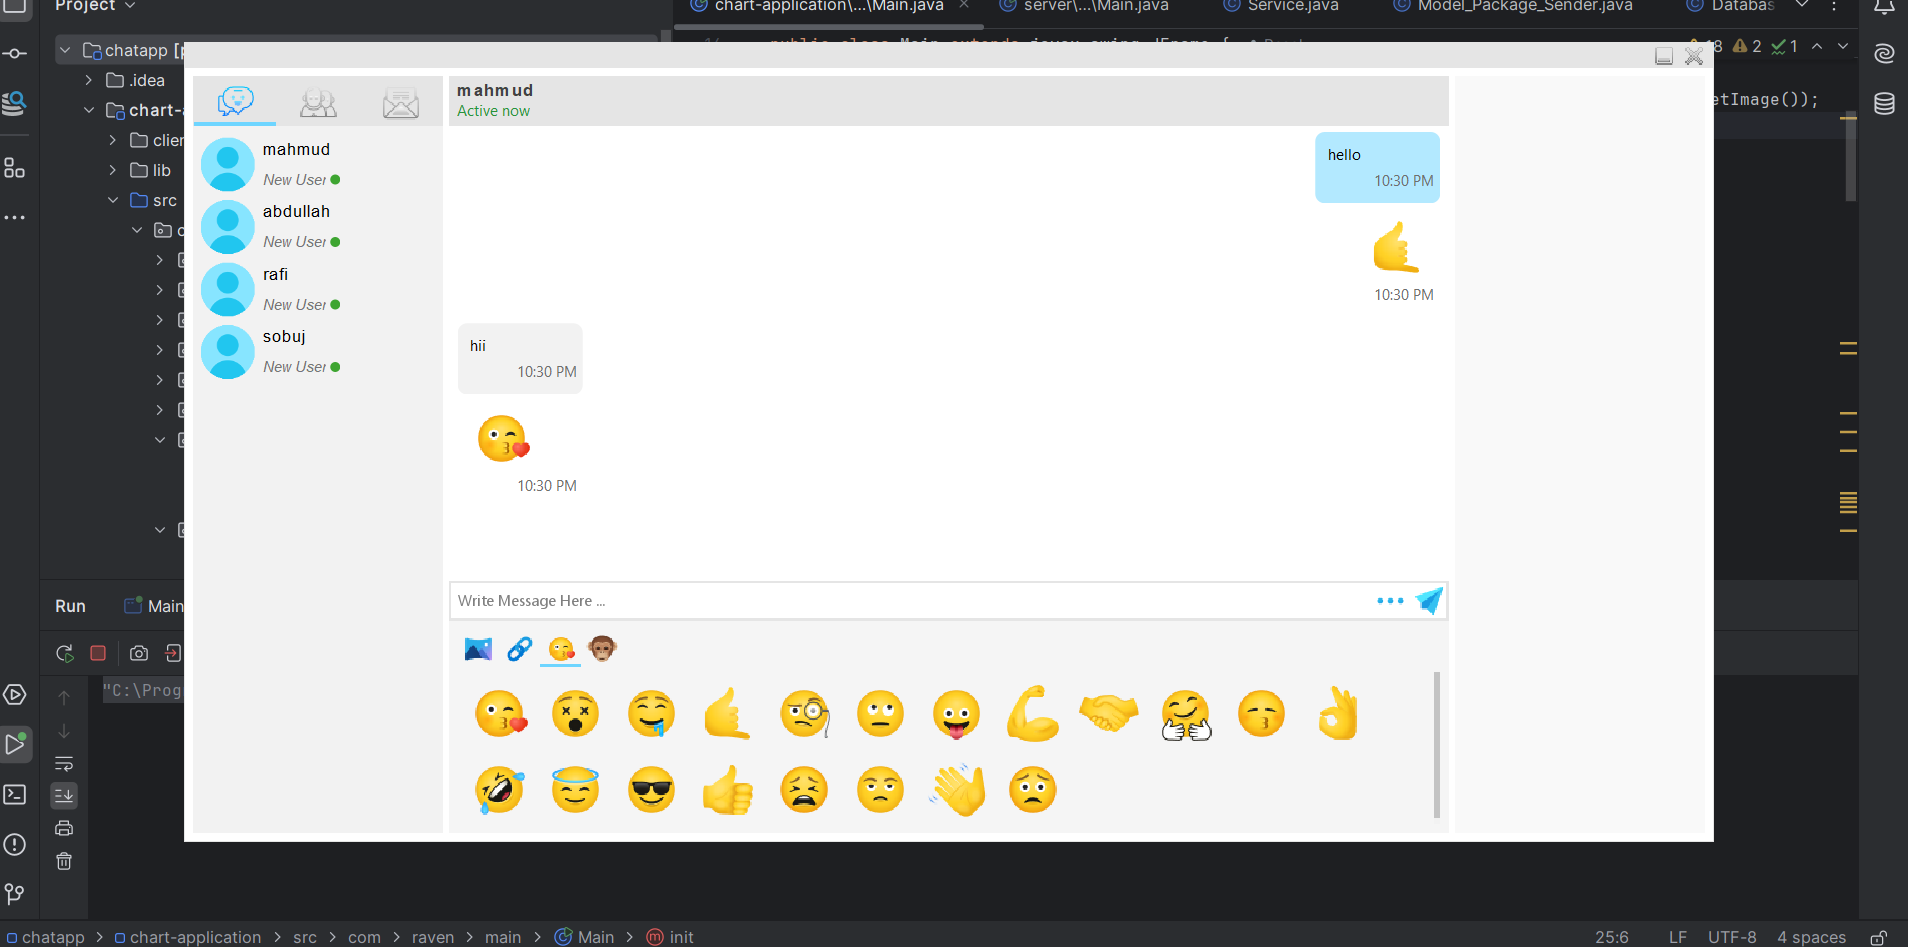 Project
chart-application\...\Main.java
server\...\Main.java
Service.java
Model_Package_Sender.java
Databas
chatapp [p
18 2 1
.idea
etImage());
chart-a
clien
lib
src
c
mahmud
Active now
mahmud
New User
abdullah
New User
rafi
New User
sobuj
New User
hello
10:30 PM
10:30 PM
hii
10:30 PM
10:30 PM
Write Message Here ...
Run
Main
"C:\Prog
chatapp > chart-application > src > com > raven > main > Main > init
25:6 LF UTF-8 4 spaces